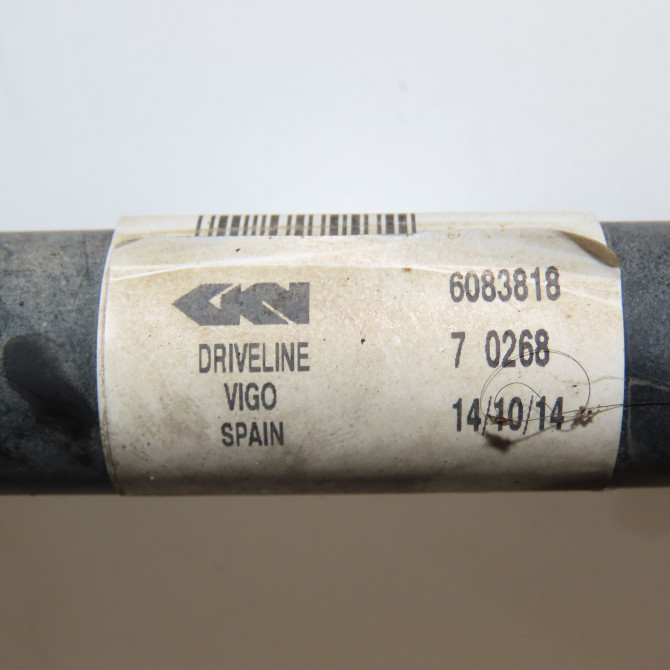 GKN
6083818
DRIVELINE
7 0268
VIGO
14/10/14
SPAIN